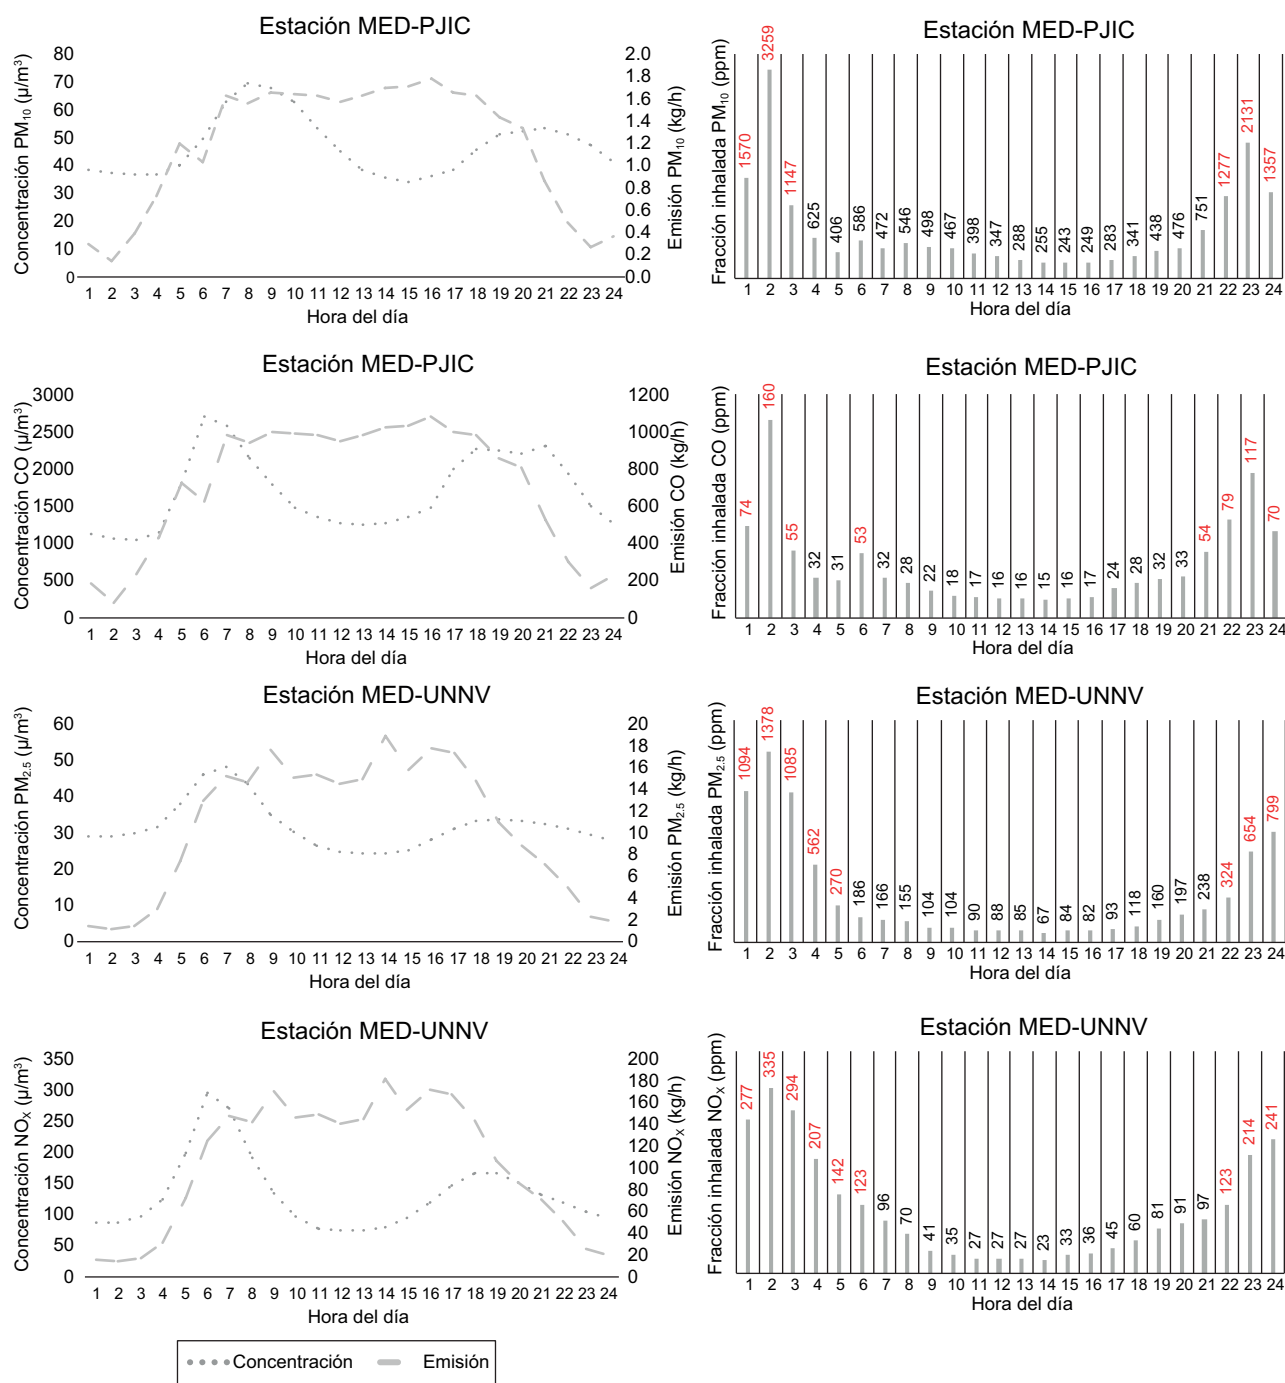 Estación MED-PJIC
Concentración PM10 (µ/m³)
80
70
60
50
40
30
20
10
0
2.0
1.8
1.6
1.4
1.2
1.0
0.8
0.6
0.4
0.2
0.0
Emisión PM10 (kg/h)
1 2 3 4 5 6 7 8 9 10 11 12 13 14 15 16 17 18 19 20 21 22 23 24
Hora del día
Estación MED-PJIC
Fracción inhalada PM10 (ppm)
1570 3259 1147 625 406 586 472 546 498 467 398 347 288 255 243 249 283 341 438 476 751 1277 2131 1357
1 2 3 4 5 6 7 8 9 10 11 12 13 14 15 16 17 18 19 20 21 22 23 24
Hora del día
Estación MED-PJIC
Concentración CO (µ/m³)
3000
2500
2000
1500
1000
500
0
1200
1000
800
600
400
200
0
Emisión CO (kg/h)
1 2 3 4 5 6 7 8 9 10 11 12 13 14 15 16 17 18 19 20 21 22 23 24
Hora del día
Estación MED-PJIC
Fracción inhalada CO (ppm)
74 160 55 32 31 53 32 28 22 18 17 16 16 15 16 17 24 28 32 33 54 79 117 70
1 2 3 4 5 6 7 8 9 10 11 12 13 14 15 16 17 18 19 20 21 22 23 24
Hora del día
Estación MED-UNNV
Concentración PM2.5 (µ/m³)
60
50
40
30
20
10
0
20
18
16
14
12
10
8
6
4
2
0
Emisión PM2.5 (kg/h)
1 2 3 4 5 6 7 8 9 10 11 12 13 14 15 16 17 18 19 20 21 22 23 24
Hora del día
Estación MED-UNNV
Fracción inhalada PM2.5 (ppm)
1094 1378 1085 562 270 186 166 155 104 104 90 88 85 67 84 82 93 118 160 197 238 324 654 799
1 2 3 4 5 6 7 8 9 10 11 12 13 14 15 16 17 18 19 20 21 22 23 24
Hora del día
Estación MED-UNNV
Concentración NOX (µ/m³)
350
300
250
200
150
100
50
0
200
180
160
140
120
100
80
60
40
20
0
Emisión NOX (kg/h)
1 2 3 4 5 6 7 8 9 10 11 12 13 14 15 16 17 18 19 20 21 22 23 24
Hora del día
Estación MED-UNNV
Fracción inhalada NOX (ppm)
277 335 294 207 142 123 96 70 41 35 27 27 27 23 33 36 45 60 81 91 97 123 214 241
1 2 3 4 5 6 7 8 9 10 11 12 13 14 15 16 17 18 19 20 21 22 23 24
Hora del día
Concentración Emisión